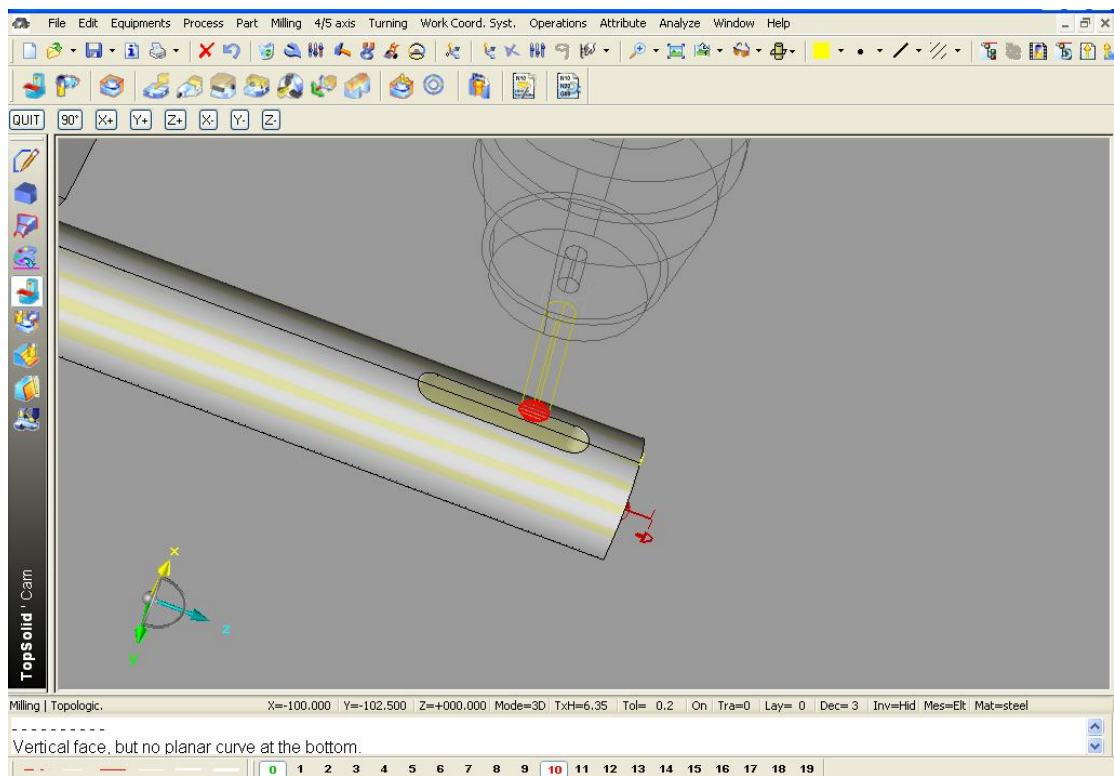 File Edit Equipments Process Part Milling 4/5 axis Turning Work Coord. Syst. Operations Attribute Analyze Window Help
QUIT 90° X+ Y+ Z+ X- Y- Z-
X
Z
Y
TopSolid'Cam
Milling | Topologic. X=-100.000 Y=-102.500 Z=+000.000 Mode=3D TxH=6.35 Tol= 0.2 On Tra=0 Lay= 0 Dec= 3 Inv=Hid Mes=Elt Mat=steel
- - - - - - - - - -
Vertical face, but no planar curve at the bottom.
0 1 2 3 4 5 6 7 8 9 10 11 12 13 14 15 16 17 18 19